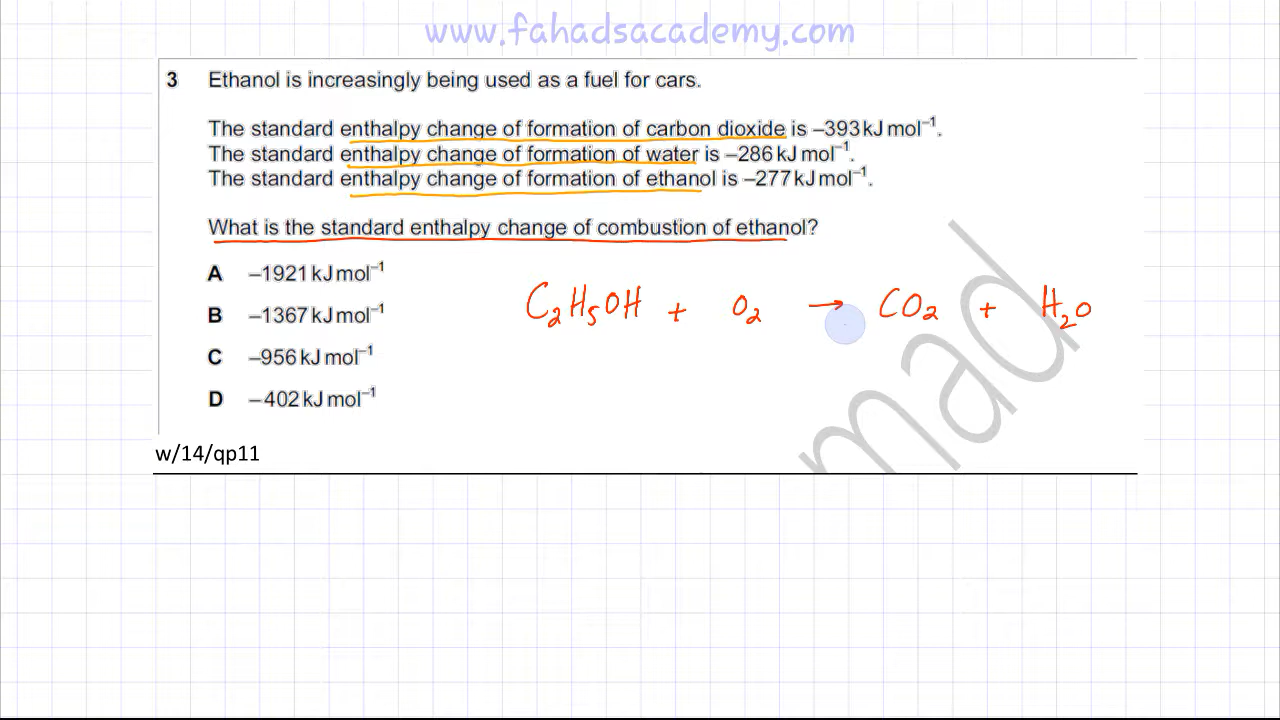 www.fahadsacademy.com
3 Ethanol is increasingly being used as a fuel for cars.
The standard enthalpy change of formation of carbon dioxide is –393 kJ mol⁻¹.
The standard enthalpy change of formation of water is –286 kJ mol⁻¹.
The standard enthalpy change of formation of ethanol is –277 kJ mol⁻¹.
What is the standard enthalpy change of combustion of ethanol?
A –1921 kJ mol⁻¹
B –1367 kJ mol⁻¹
C –956 kJ mol⁻¹
D –402 kJ mol⁻¹
C₂H₅OH + O₂ → CO₂ + H₂O
mad
w/14/qp11